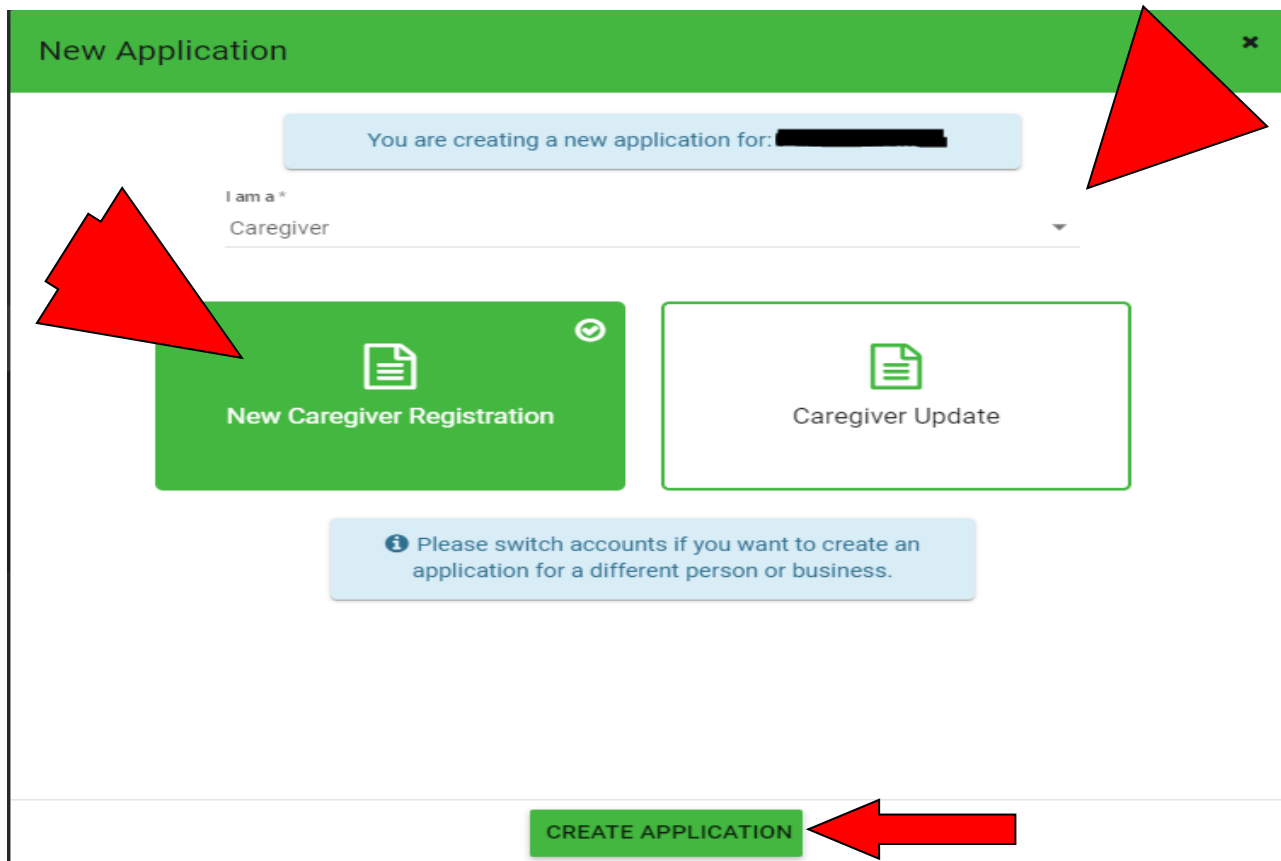 New Application
You are creating a new application for:
I am a *
Caregiver
New Caregiver Registration
Caregiver Update
Please switch accounts if you want to create an
application for a different person or business.
CREATE APPLICATION